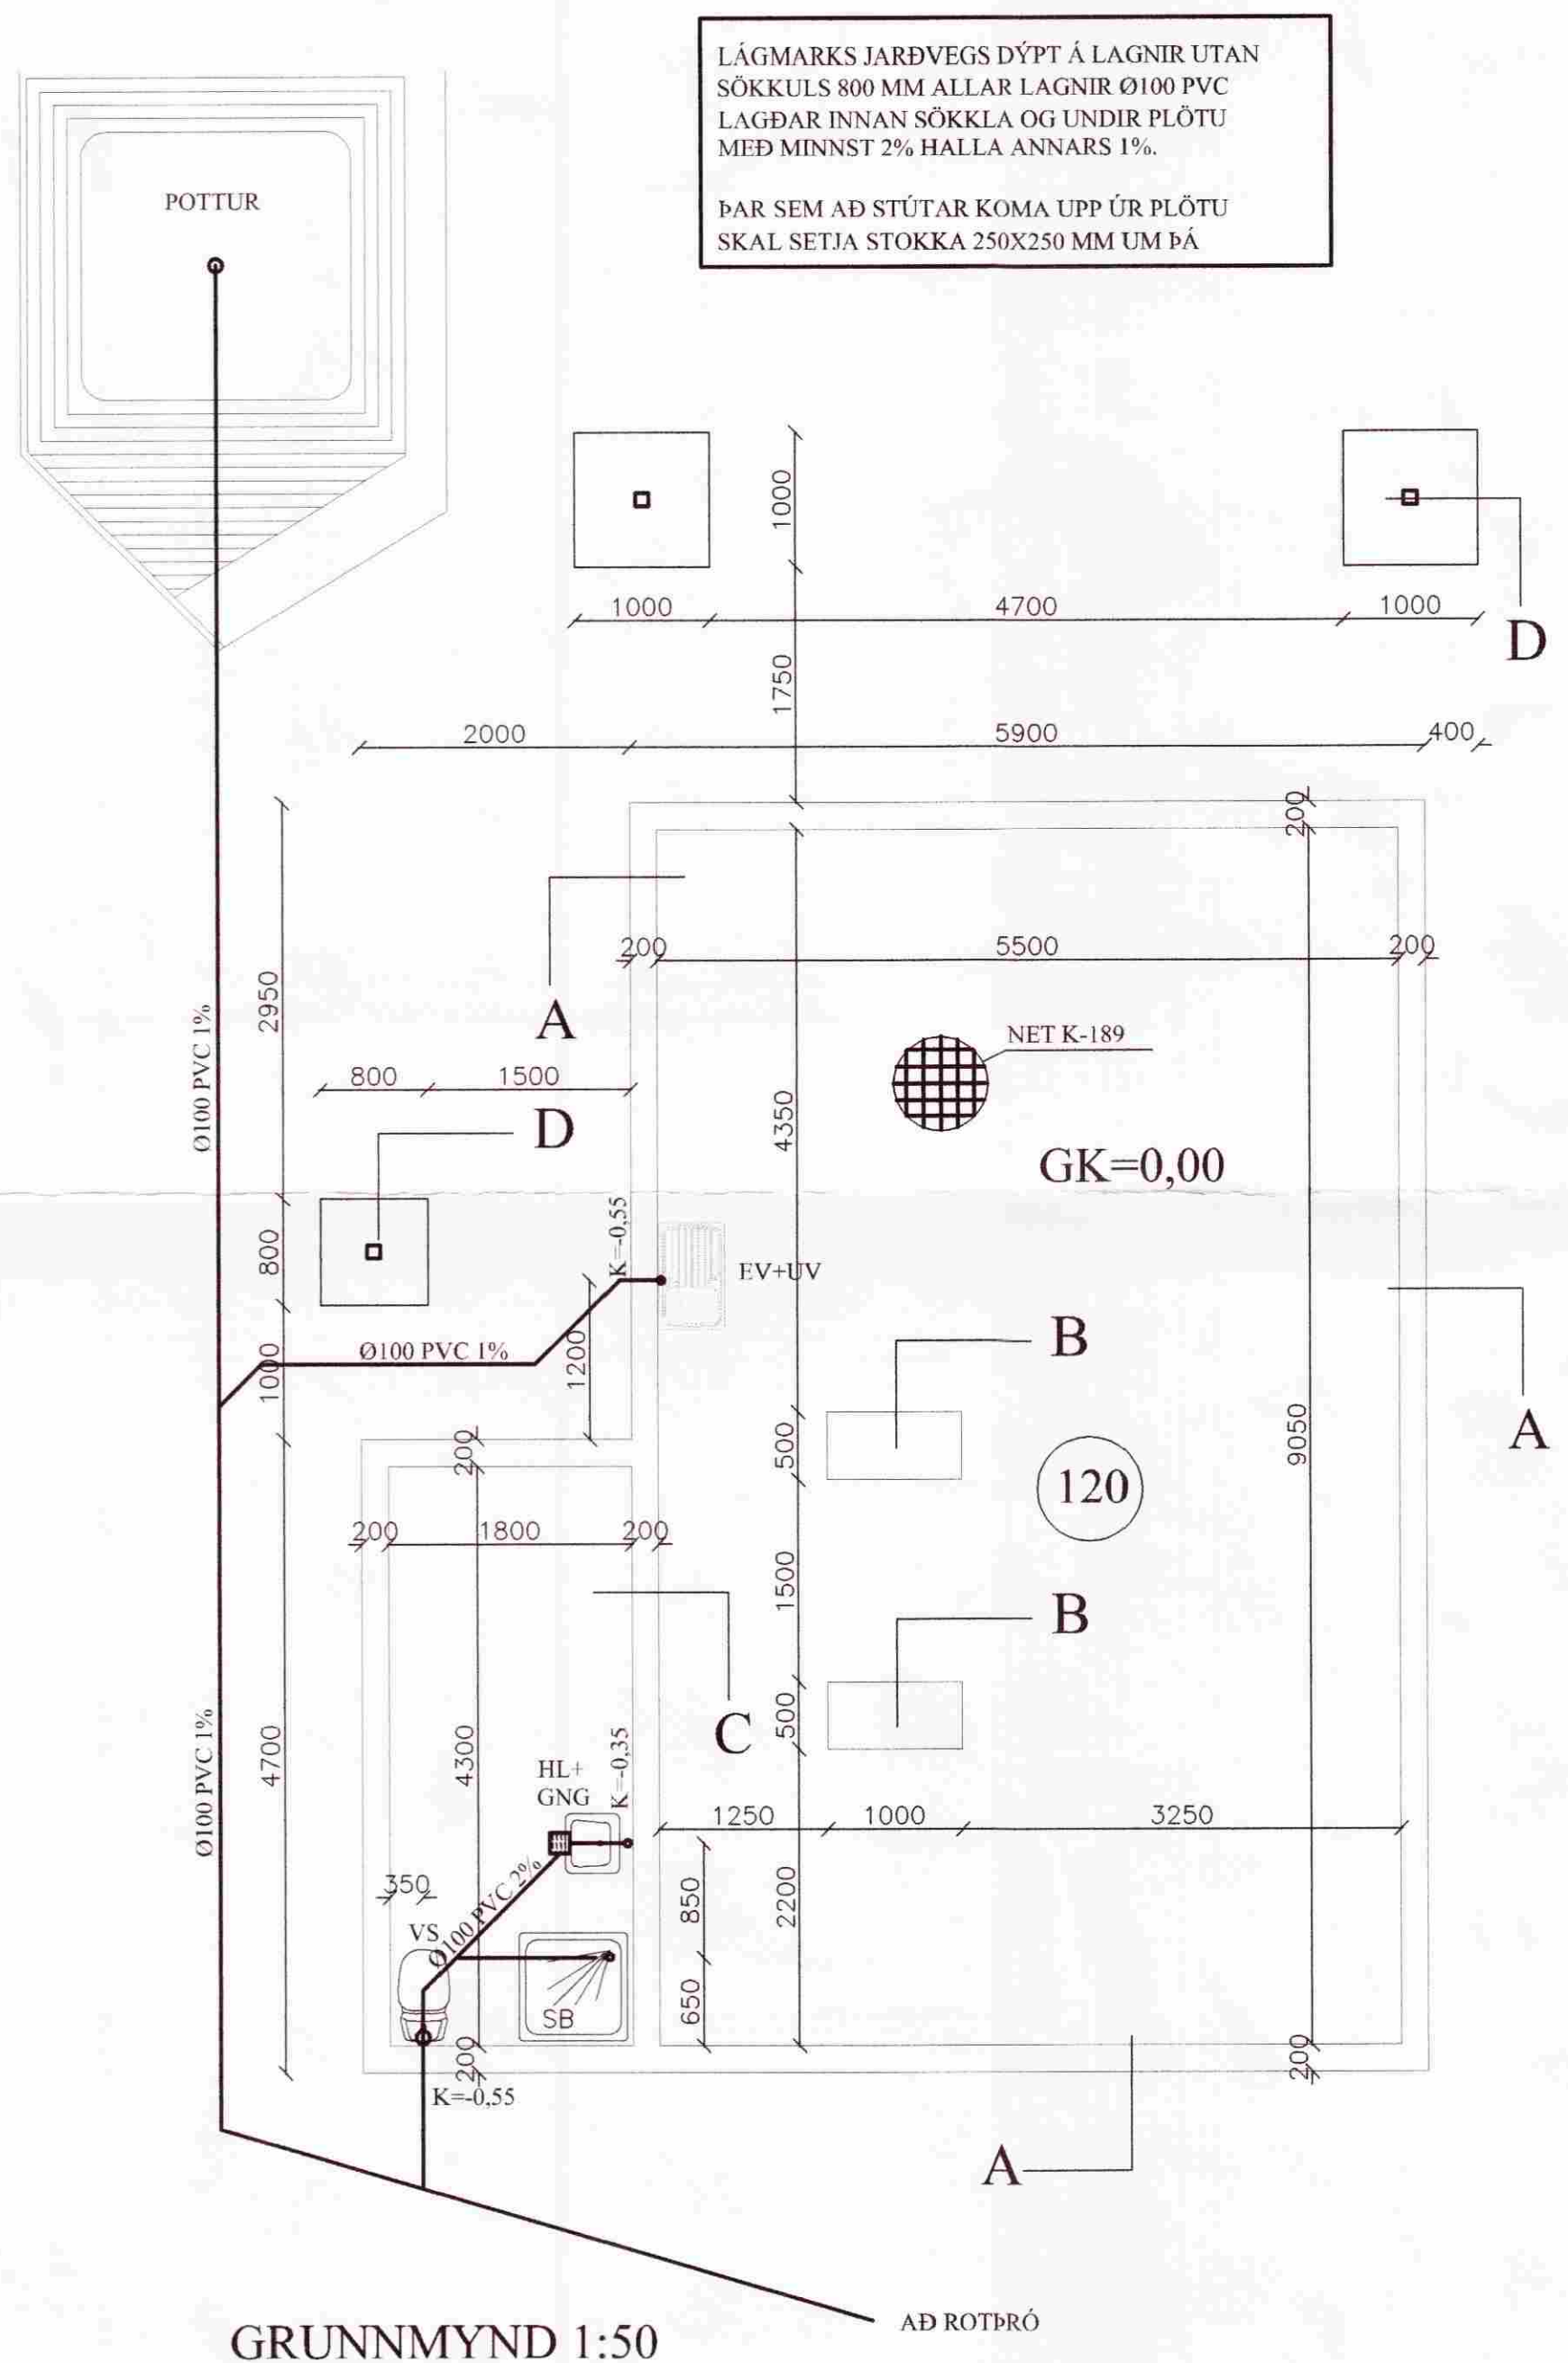 LÁGMARKS JARÐVEGS DÝPT Á LAGNIR UTAN
SÖKKULS 800 MM ALLAR LAGNIR Ø100 PVC
LAGÐAR INNAN SÖKKLA OG UNDIR PLÖTU
MEÐ MINNST 2% HALLA ANNARS 1%.
ÞAR SEM AÐ STÚTAR KOMA UPP ÚR PLÖTU
SKAL SETJA STOKKA 250X250 MM UM ÞÁ
POTTUR
1000
1000
4700
1000
D
1750
2000
5900
400
200
200
5500
200
A
2950
Ø100 PVC 1%
NET K-189
800
1500
4350
D
GK=0,00
K=-0,55
800
EV+UV
B
1000
Ø100 PVC 1%
1200
A
9050
200
500
120
200
1800
200
1500
B
C
500
4700
4300
Ø100 PVC 1%
HL+
GNG
K=-0,35
1250
1000
3250
350
Ø100 PVC 2%
850
2200
VS
650
SB
200
200
K=-0,55
A
AÐ ROTÞRÓ
GRUNNMYND 1:50